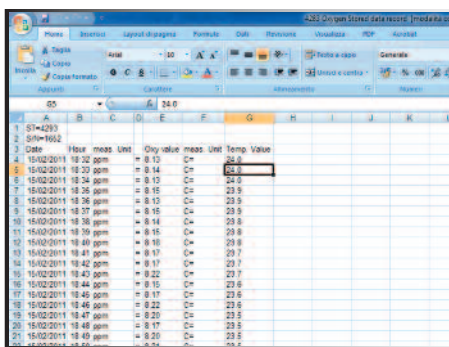 4293 Oxygen Stored data record [modalità co
Home Inserisci Layout di pagina Formule Dati Revisione Visualizza PDF Acrobat
Taglia
Copia
Copia formato
Incolla
Arial 10
Testo a capo
Generale
G C S
Unisci e centra
% 000
Appunti Carattere Allineamento Numeri
G5 fx 24.0
A B C D E F G H I J K
1 ST=4293
2 S/N=1652
3 Date Hour meas. Unit Oxy value meas. Unit Temp. Value
4 15/02/2011 18:32 ppm = 8.13 C= 24.0
5 15/02/2011 18:33 ppm = 8.14 C= 24.0
6 15/02/2011 18:34 ppm = 8.13 C= 24.0
7 15/02/2011 18:35 ppm = 8.15 C= 23.9
8 15/02/2011 18:36 ppm = 8.13 C= 23.9
9 15/02/2011 18:37 ppm = 8.15 C= 23.9
10 15/02/2011 18:38 ppm = 8.14 C= 23.8
11 15/02/2011 18:39 ppm = 8.15 C= 23.8
12 15/02/2011 18:40 ppm = 8.18 C= 23.8
13 15/02/2011 18:41 ppm = 8.17 C= 23.7
14 15/02/2011 18:42 ppm = 8.17 C= 23.7
15 15/02/2011 18:43 ppm = 8.22 C= 23.7
16 15/02/2011 18:44 ppm = 8.15 C= 23.6
17 15/02/2011 18:45 ppm = 8.17 C= 23.6
18 15/02/2011 18:46 ppm = 8.22 C= 23.6
19 15/02/2011 18:47 ppm = 8.20 C= 23.5
20 15/02/2011 18:48 ppm = 8.17 C= 23.5
21 15/02/2011 18:49 ppm = 8.20 C= 23.5